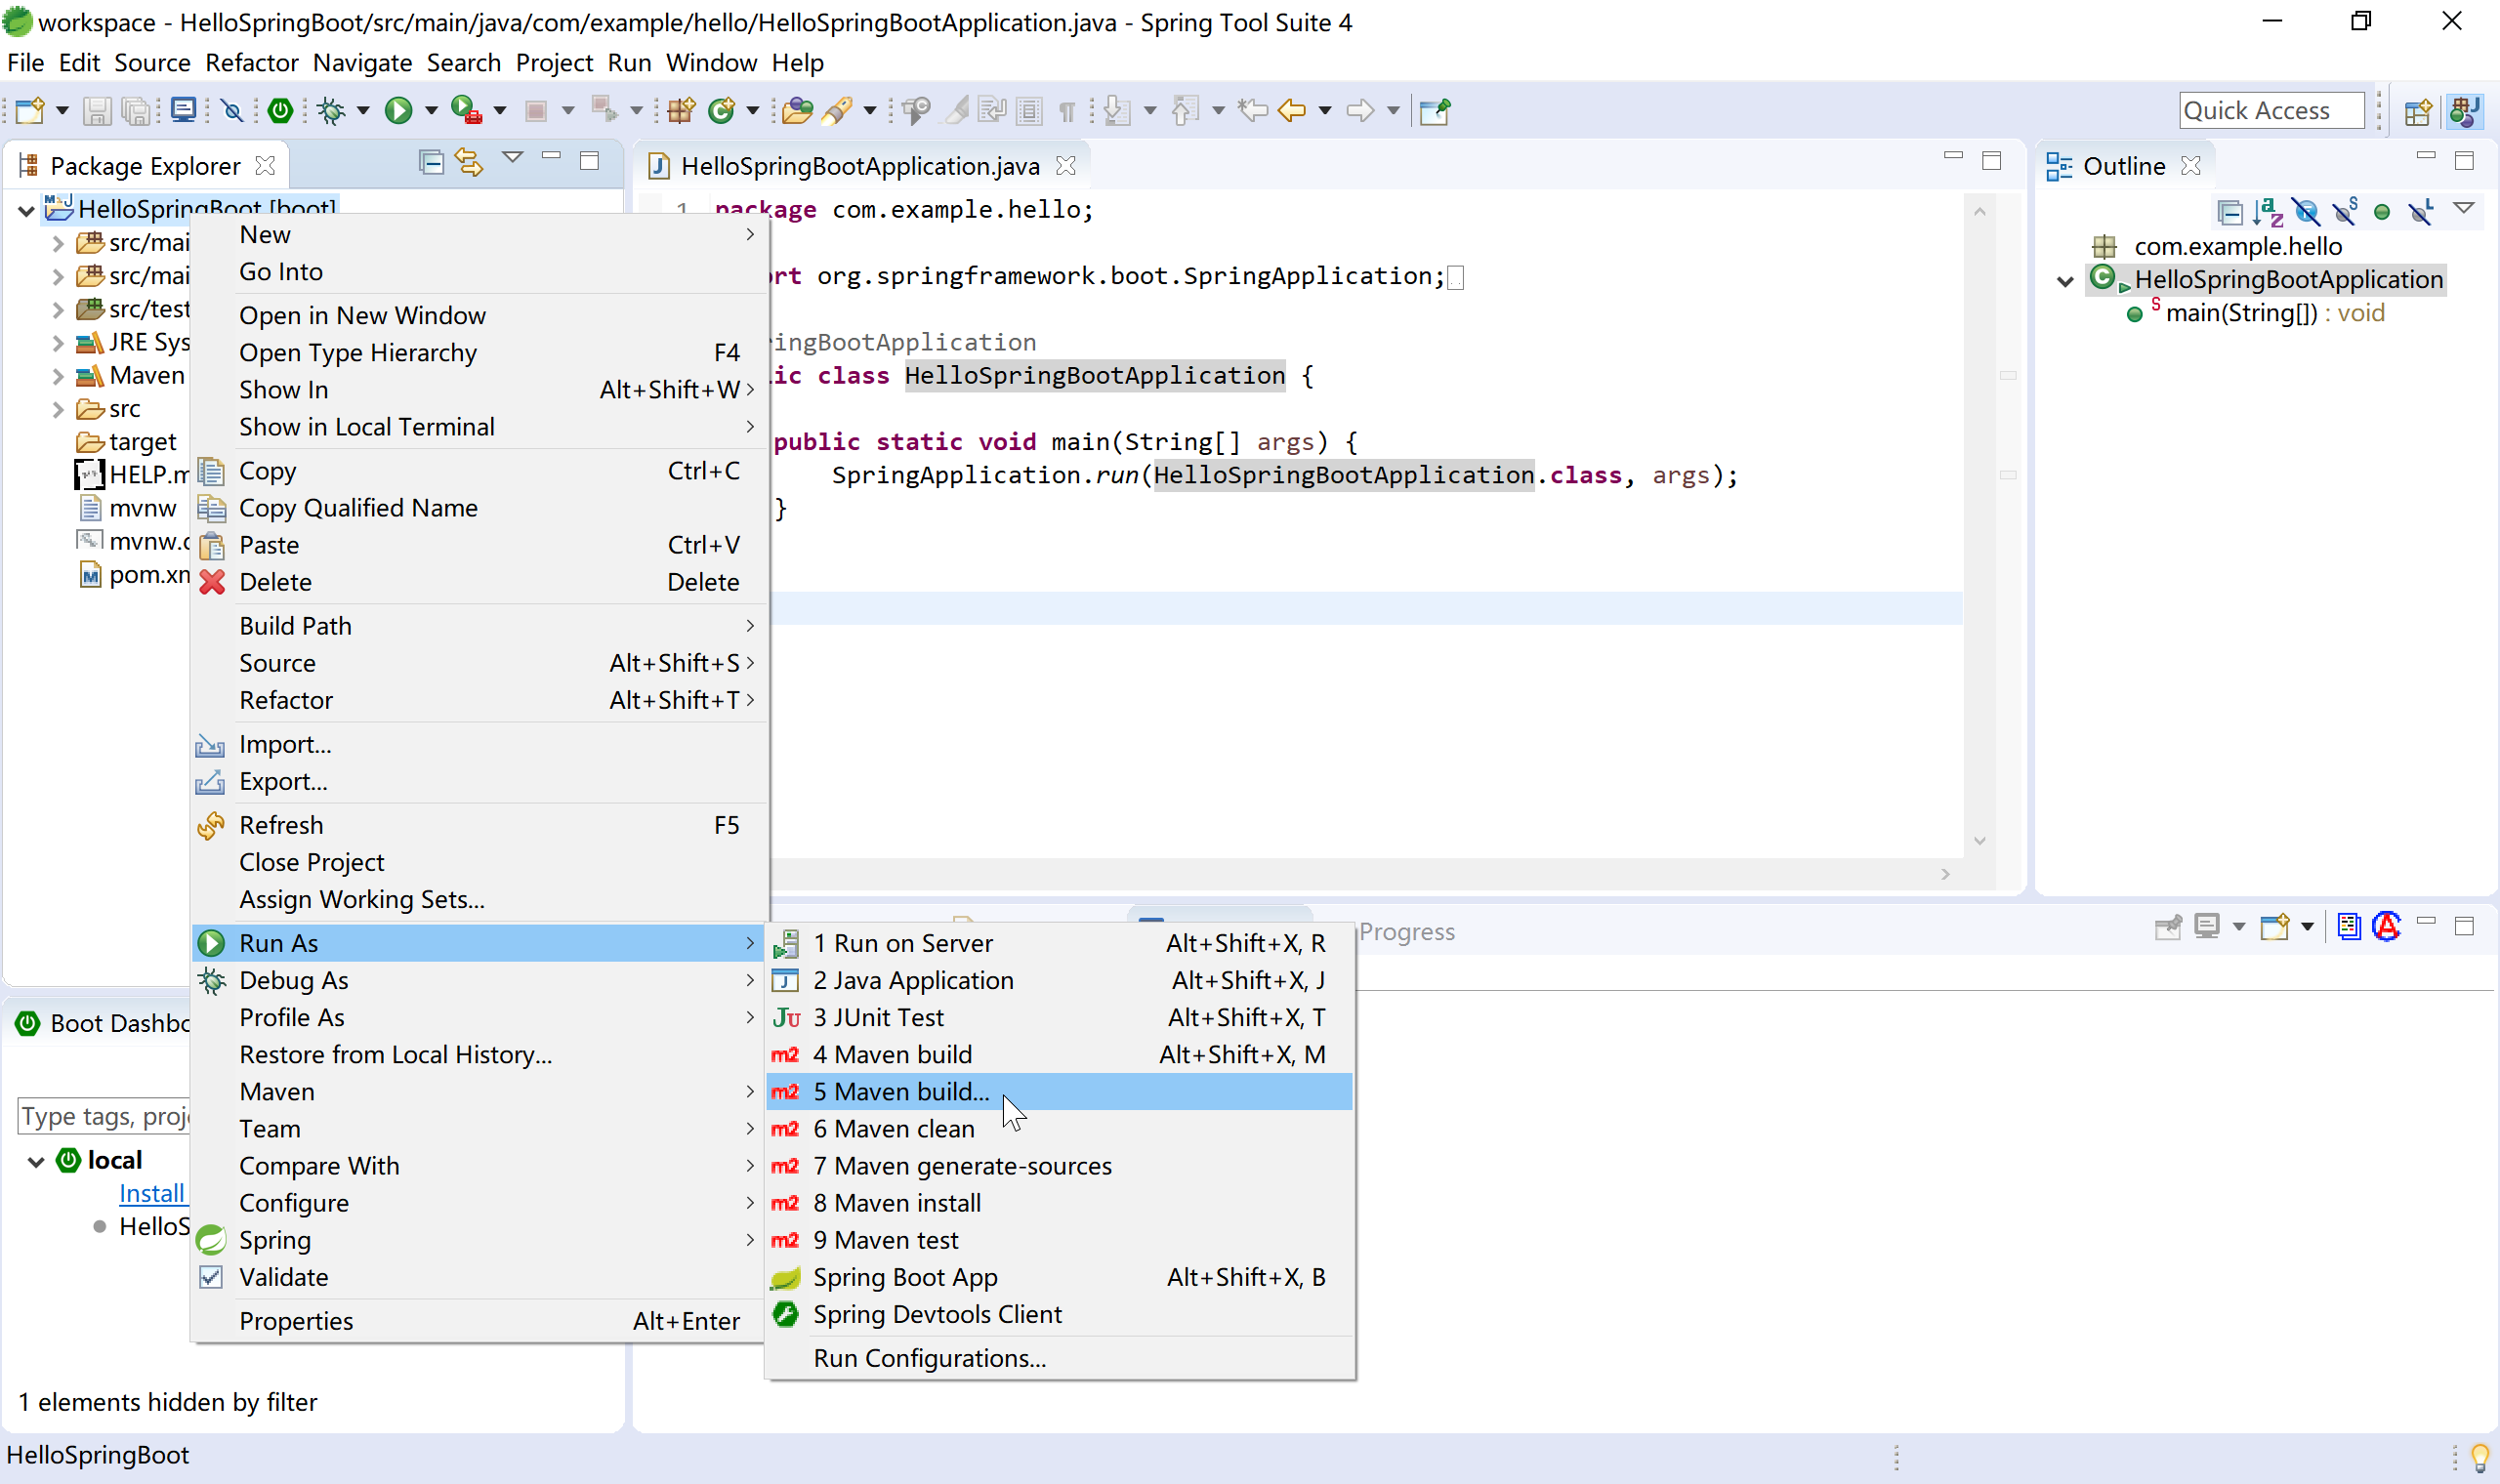 workspace - HelloSpringBoot/src/main/java/com/example/hello/HelloSpringBootApplication.java - Spring Tool Suite 4
File Edit Source Refactor Navigate Search Project Run Window Help
Quick Access
Package Explorer
HelloSpringBoot [boot]
src/mai
src/mai
src/test
JRE Sys
Maven
src
target
HELP.m
mvnw
mvnw.c
pom.xm
New
Go Into
Open in New Window
Open Type Hierarchy F4
Show In Alt+Shift+W
Show in Local Terminal
Copy Ctrl+C
Copy Qualified Name
Paste Ctrl+V
Delete Delete
Build Path
Source Alt+Shift+S
Refactor Alt+Shift+T
Import...
Export...
Refresh F5
Close Project
Assign Working Sets...
Run As
Debug As
Profile As
Restore from Local History...
Maven
Team
Compare With
Configure
Spring
Validate
Properties Alt+Enter
1 Run on Server Alt+Shift+X, R
2 Java Application Alt+Shift+X, J
3 JUnit Test Alt+Shift+X, T
4 Maven build Alt+Shift+X, M
5 Maven build...
6 Maven clean
7 Maven generate-sources
8 Maven install
9 Maven test
Spring Boot App Alt+Shift+X, B
Spring Devtools Client
Run Configurations...
HelloSpringBootApplication.java
1 package com.example.hello;
rt org.springframework.boot.SpringApplication;
ingBootApplication
ic class HelloSpringBootApplication {
public static void main(String[] args) {
SpringApplication.run(HelloSpringBootApplication.class, args);
}
Outline
com.example.hello
HelloSpringBootApplication
main(String[]) : void
Progress
Boot Dashbo
Type tags, proje
local
Install
HelloS
1 elements hidden by filter
HelloSpringBoot